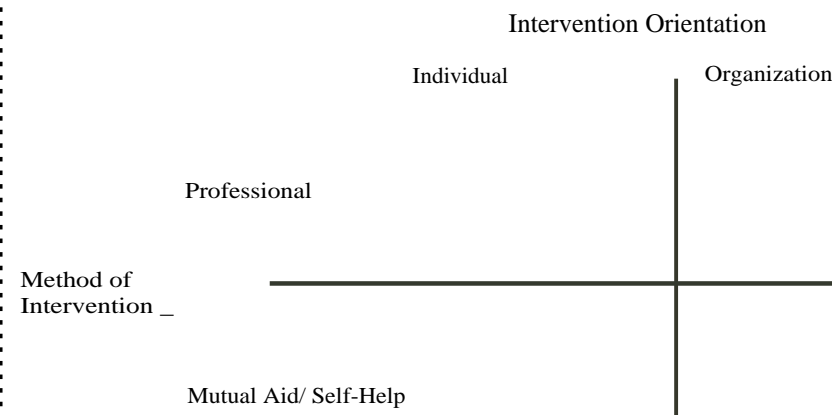 Intervention Orientation
Individual
Organization
Professional
Method of
Intervention _
Mutual Aid/ Self-Help